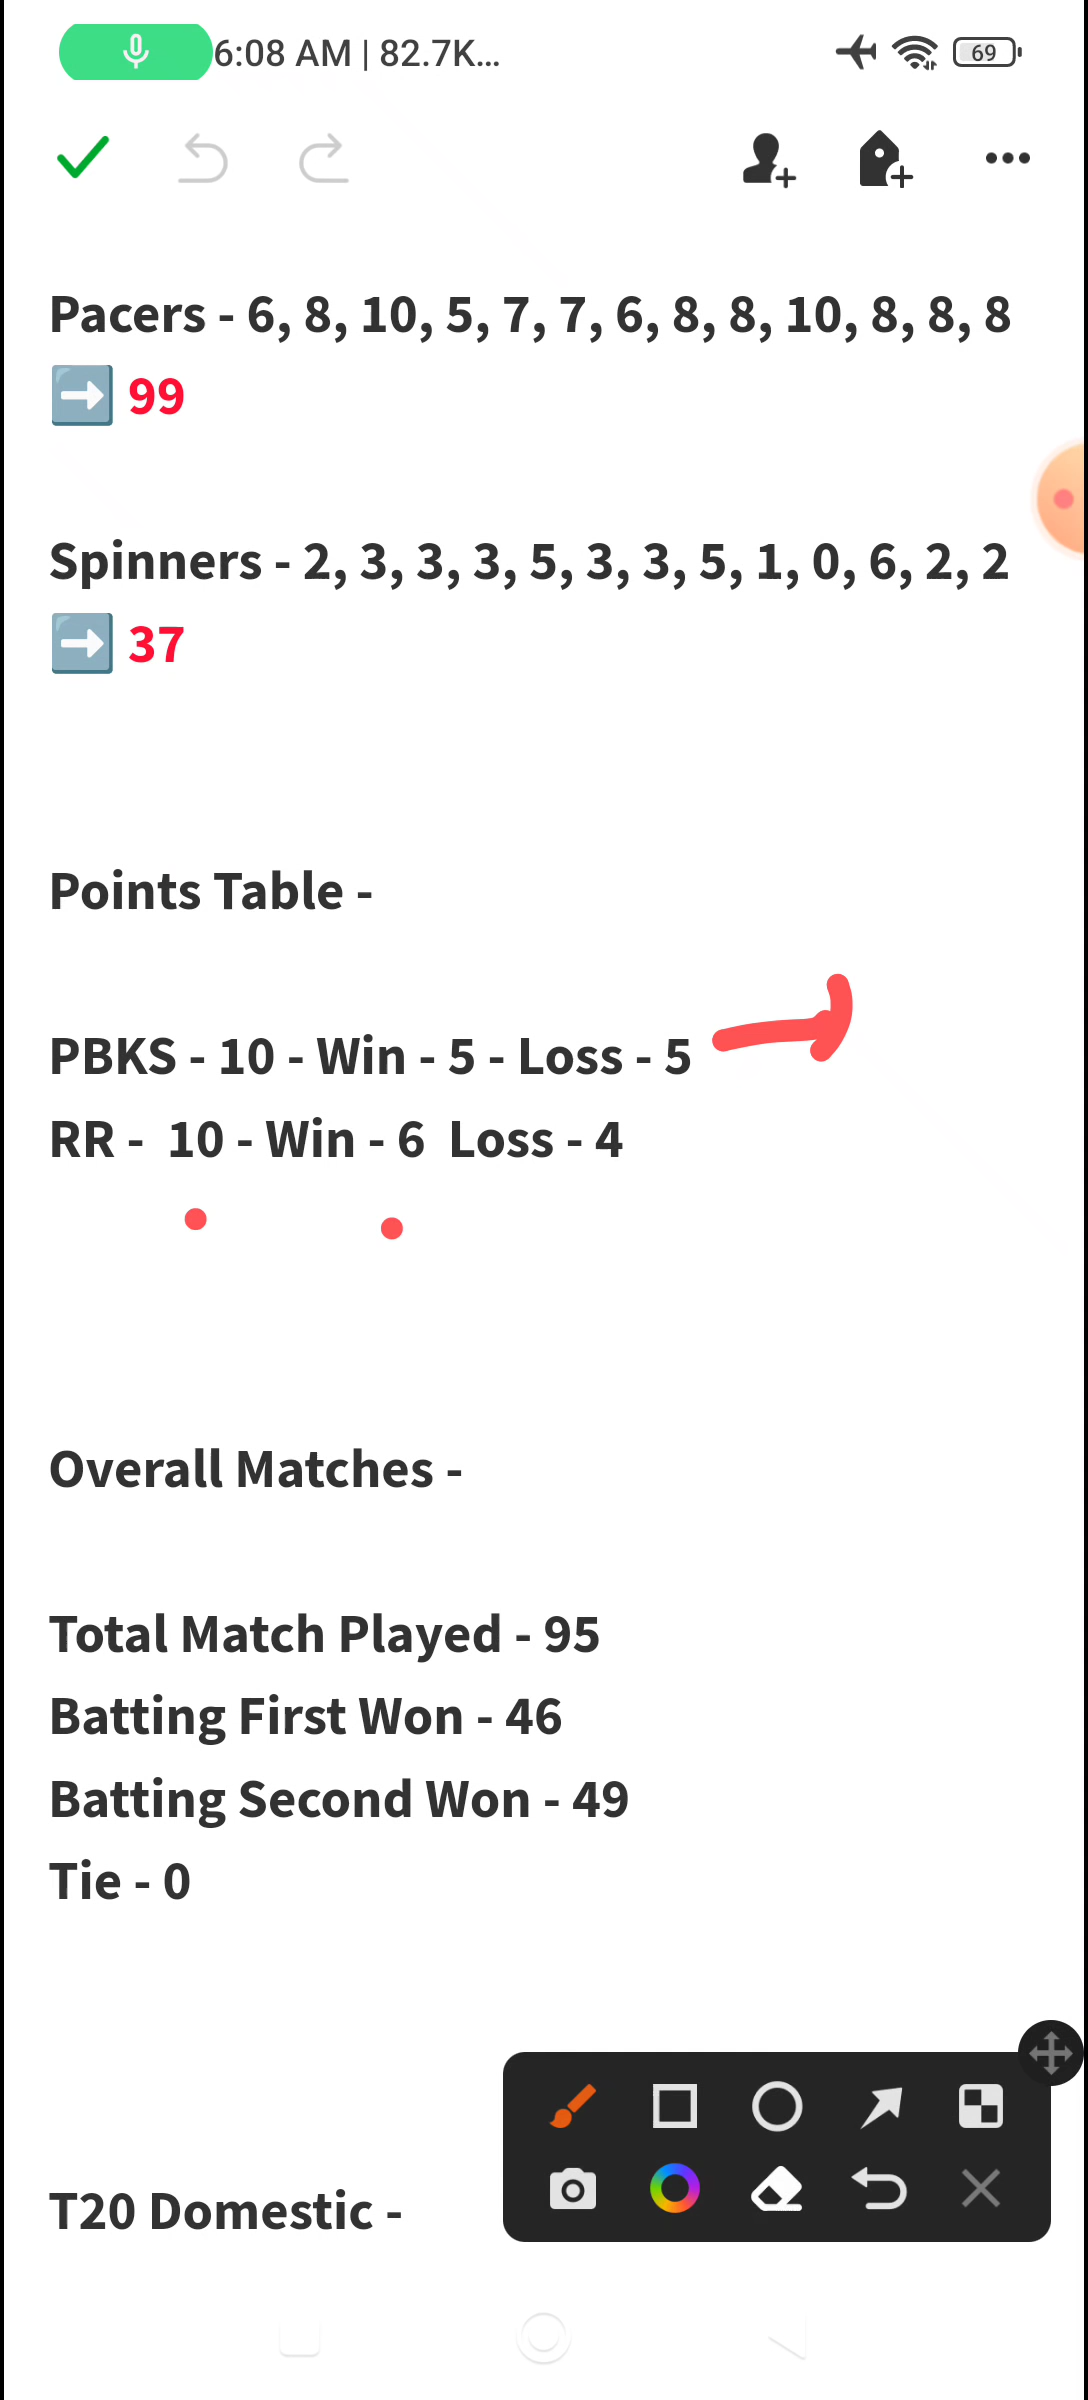 6:08 AM | 82.7K...
69
Pacers - 6, 8, 10, 5, 7, 7, 6, 8, 8, 10, 8, 8, 8
➡️ 99
Spinners - 2, 3, 3, 3, 5, 3, 3, 5, 1, 0, 6, 2, 2
➡️ 37
Points Table -
PBKS - 10 - Win - 5 - Loss - 5
RR - 10 - Win - 6 Loss - 4
Overall Matches -
Total Match Played - 95
Batting First Won - 46
Batting Second Won - 49
Tie - 0
T20 Domestic -